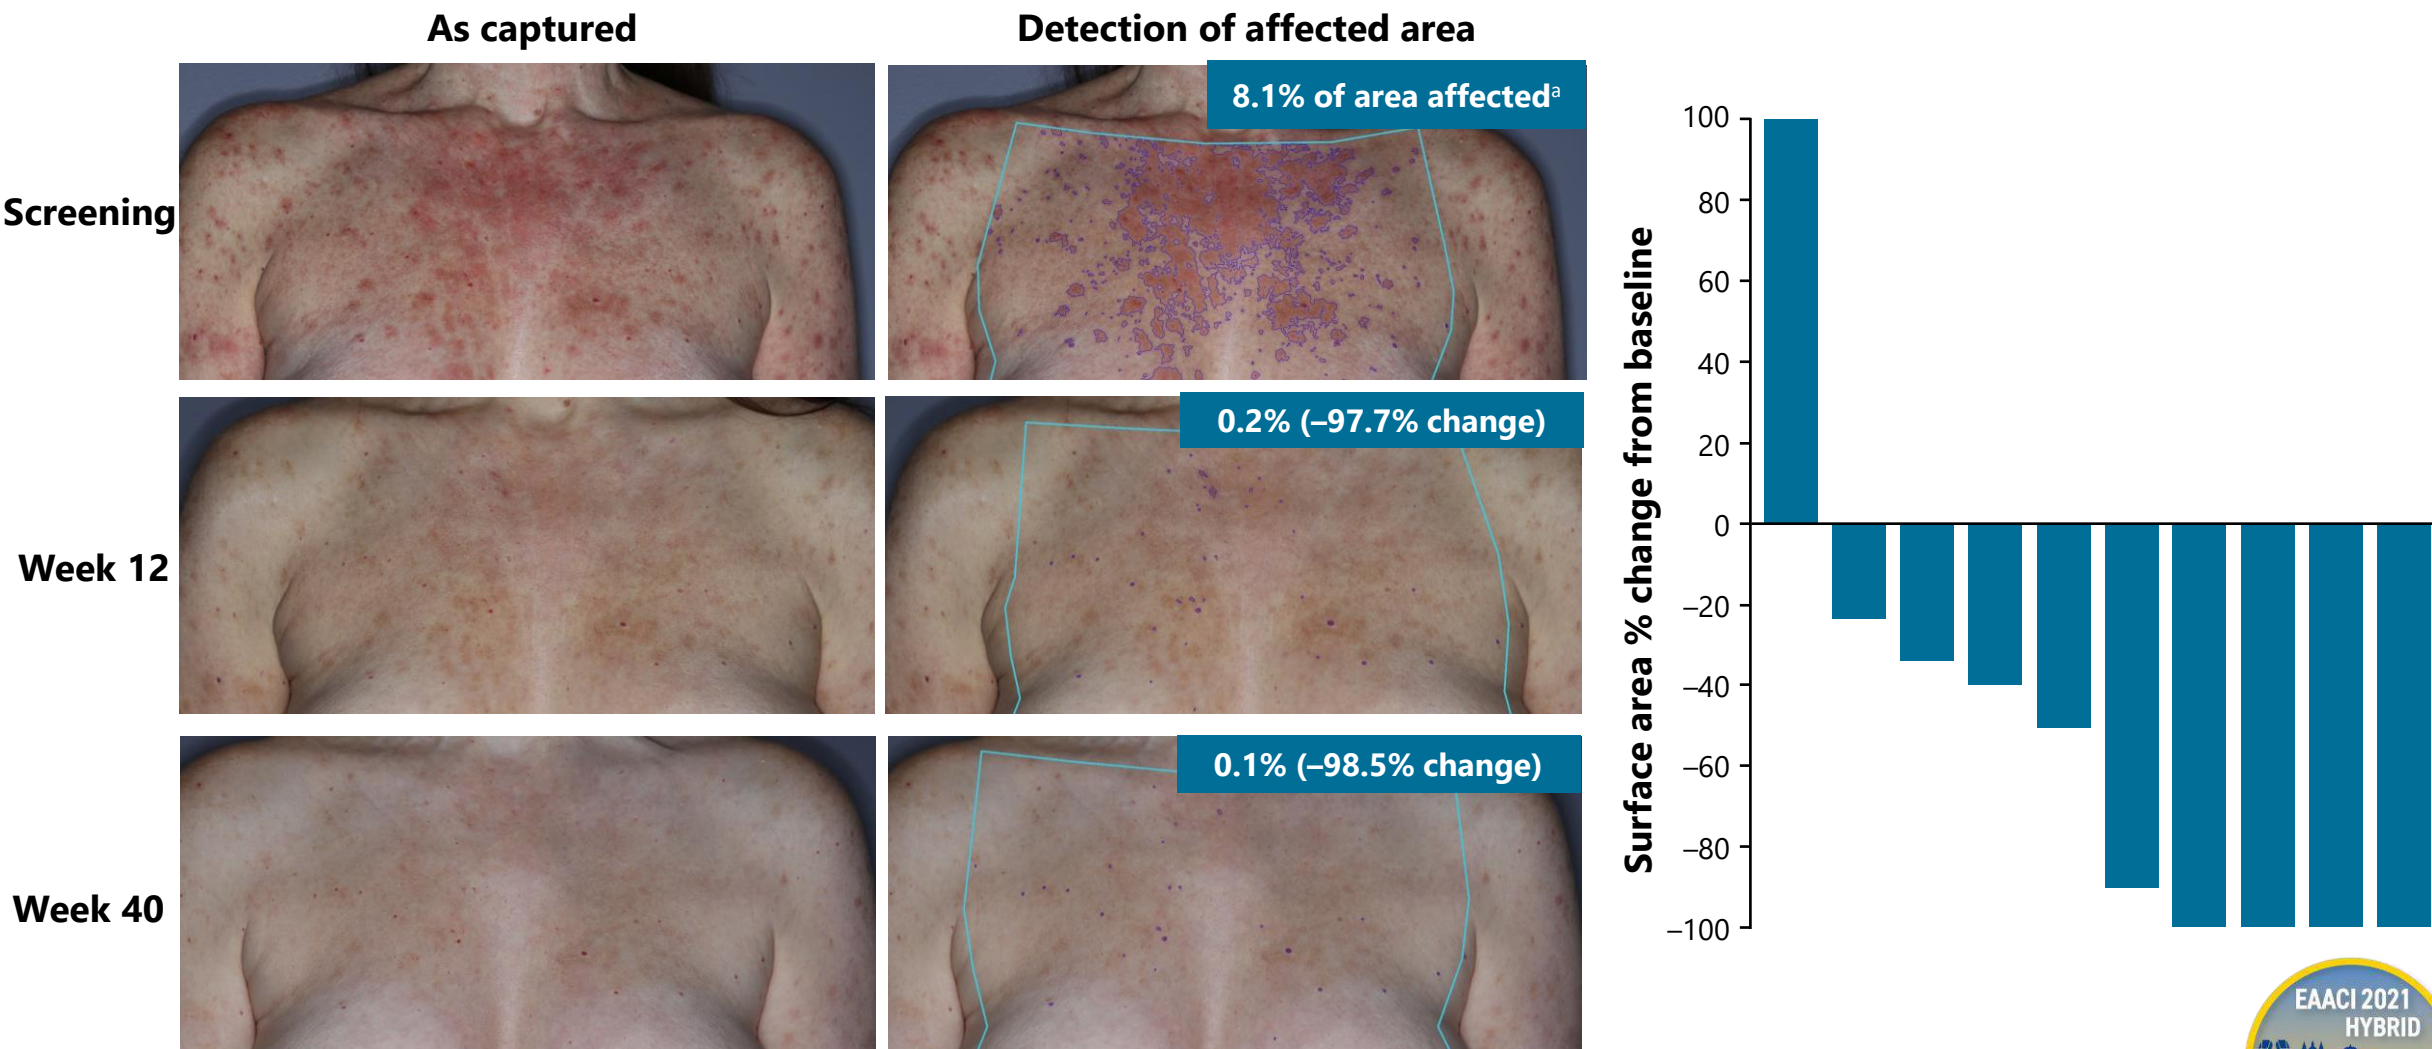 As captured
Detection of affected area
Screening
8.1% of area affectedᵃ
Week 12
0.2% (–97.7% change)
Week 40
0.1% (–98.5% change)
Surface area % change from baseline
100
80
60
40
20
0
–20
–40
–60
–80
–100
EAACI 2021
HYBRID